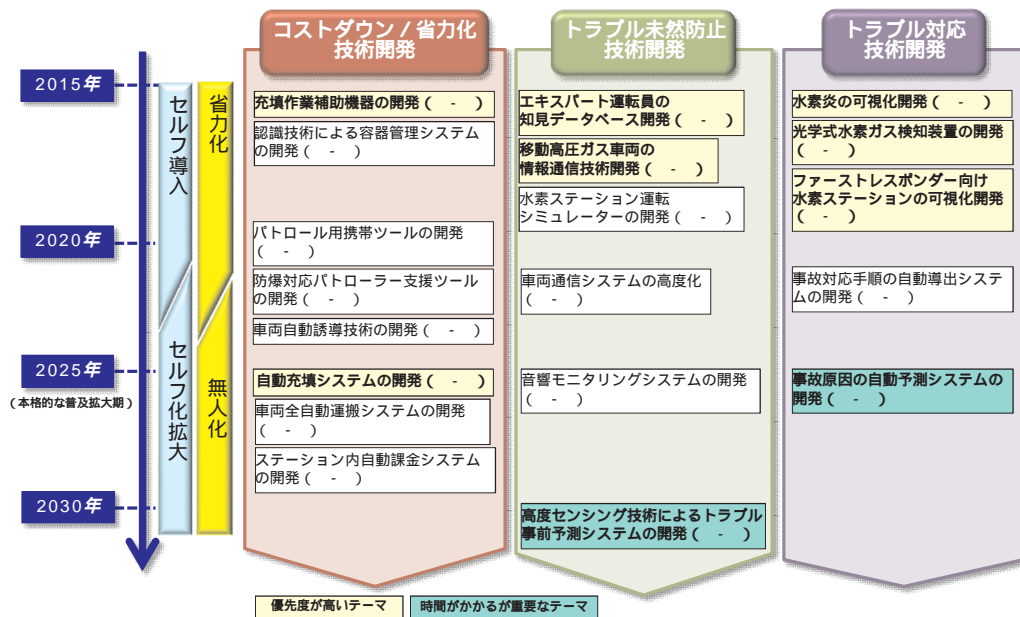 コストダウン / 省力化
技術開発
トラブル未然防止
技術開発
トラブル対応
技術開発
2015年
2020年
2025年
(本格的な普及拡大期)
2030年
セルフ導入
セルフ化拡大
省力化
無人化
充填作業補助機器の開発 (　-　)
認識技術による容器管理システム
の開発 (　-　)
パトロール用携帯ツールの開発
(　-　)
防爆対応パトローラー支援ツール
の開発 (　-　)
車両自動誘導技術の開発 (　-　)
自動充填システムの開発 (　-　)
車両全自動運搬システムの開発
(　-　)
ステーション内自動課金システム
の開発 (　-　)
エキスパート運転員の
知見データベース開発 (　-　)
移動高圧ガス車両の
情報通信技術開発 (　-　)
水素ステーション運転
シミュレーターの開発 (　-　)
車両通信システムの高度化
(　-　)
音響モニタリングシステムの開発
(　-　)
高度センシング技術によるトラブル
事前予測システムの開発 (　-　)
水素炎の可視化開発 (　-　)
光学式水素ガス検知装置の開発
(　-　)
ファーストレスポンダー向け
水素ステーションの可視化開発
(　-　)
事故対応手順の自動導出システ
ムの開発 (　-　)
事故原因の自動予測システムの
開発 (　-　)
優先度が高いテーマ
時間がかかるが重要なテーマ